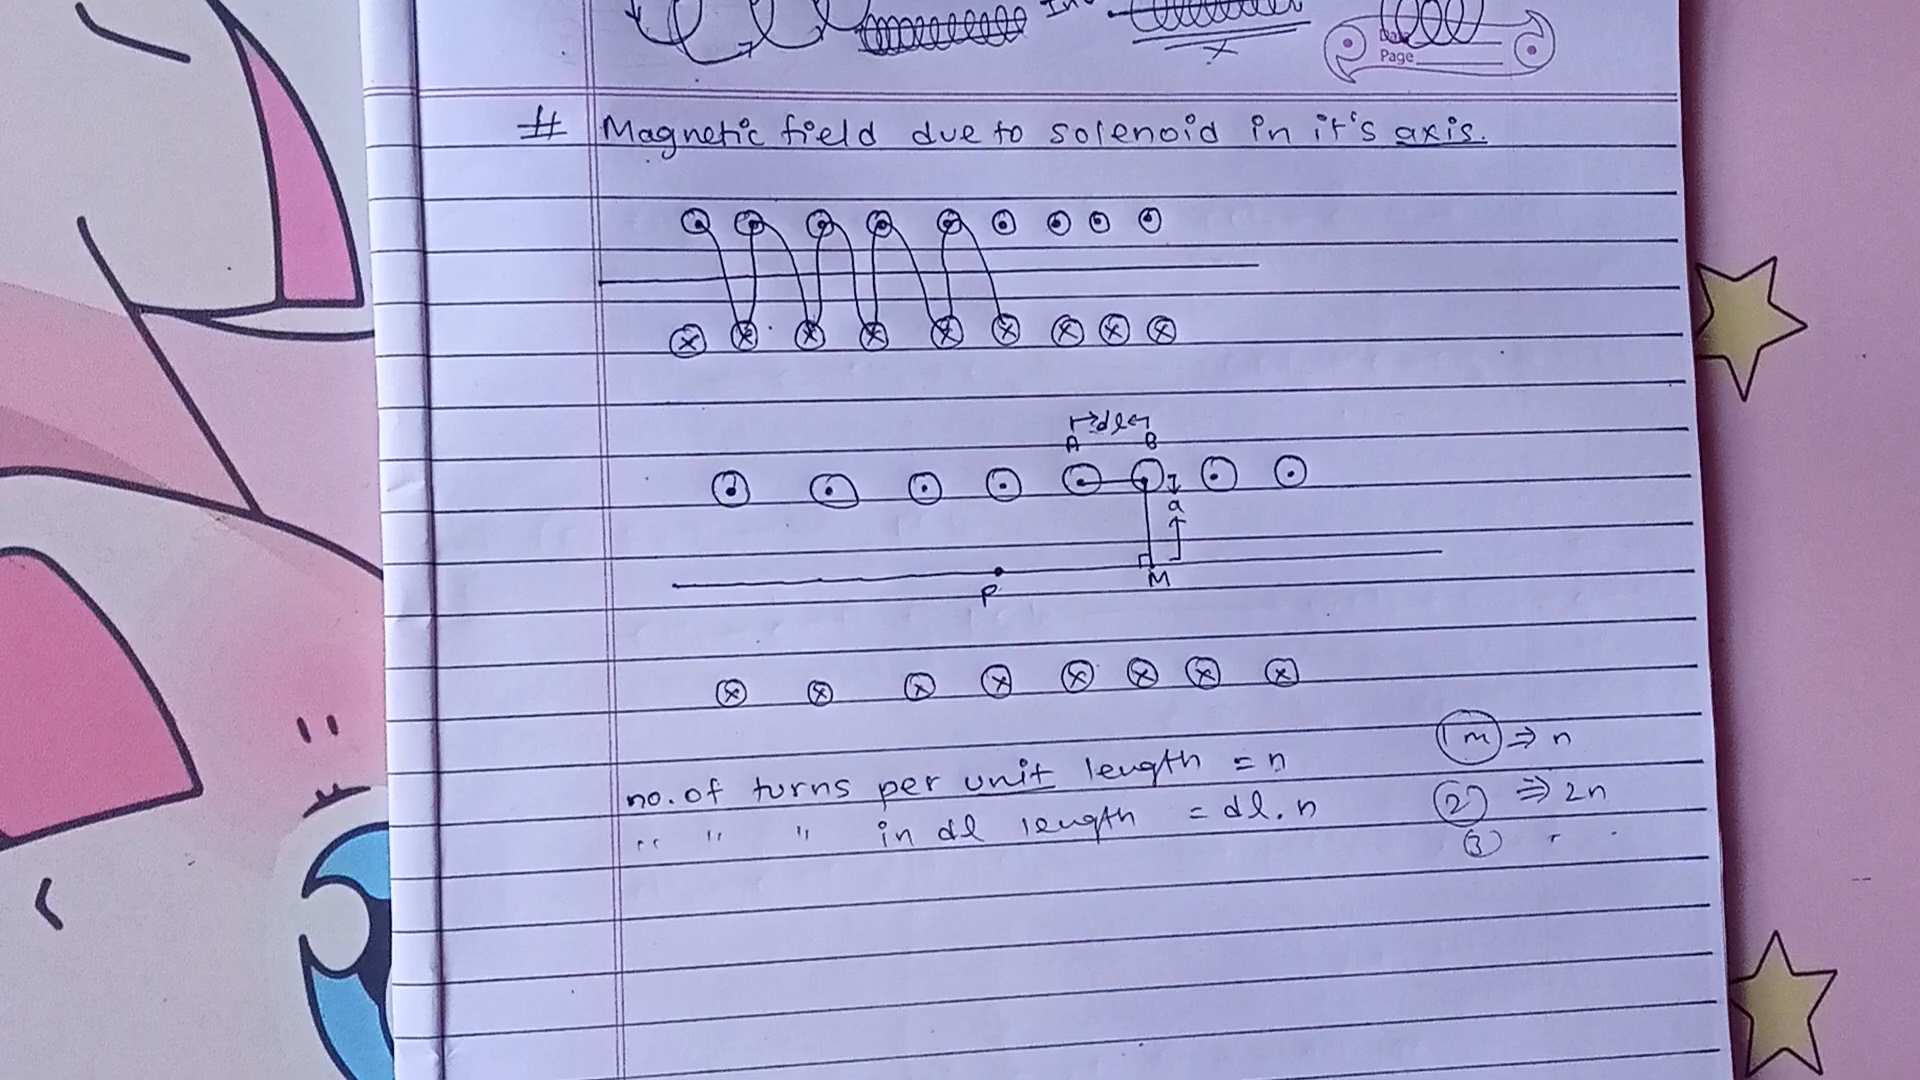 Date
Page
X
# Magnetic field due to solenoid in it's axis.
dl
A B
a
P M
no. of turns per unit length = n
" " " in dl length = dl. n
m ⇒ n
2 ⇒ 2n
3